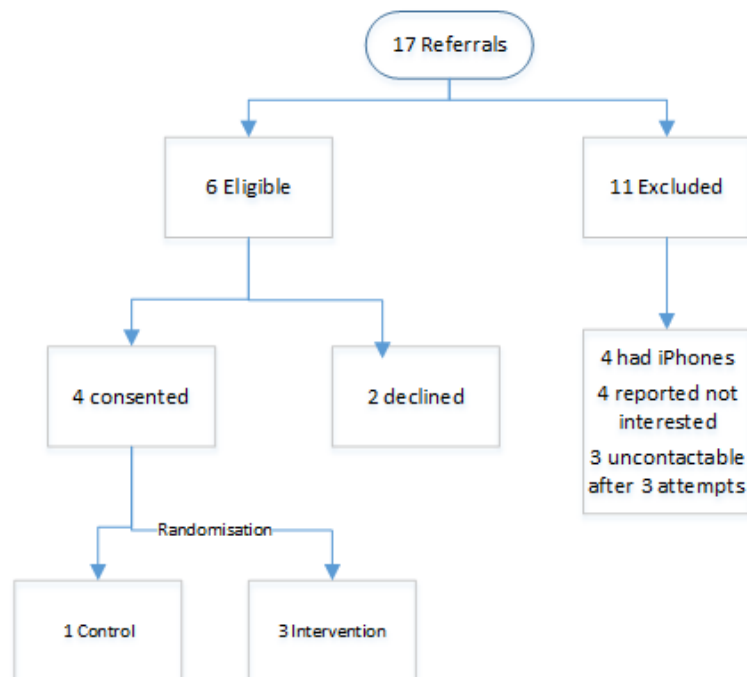 17 Referrals
6 Eligible
11 Excluded
4 consented
2 declined
4 had iPhones
4 reported not
interested
3 uncontactable
after 3 attempts
Randomisation
1 Control
3 Intervention